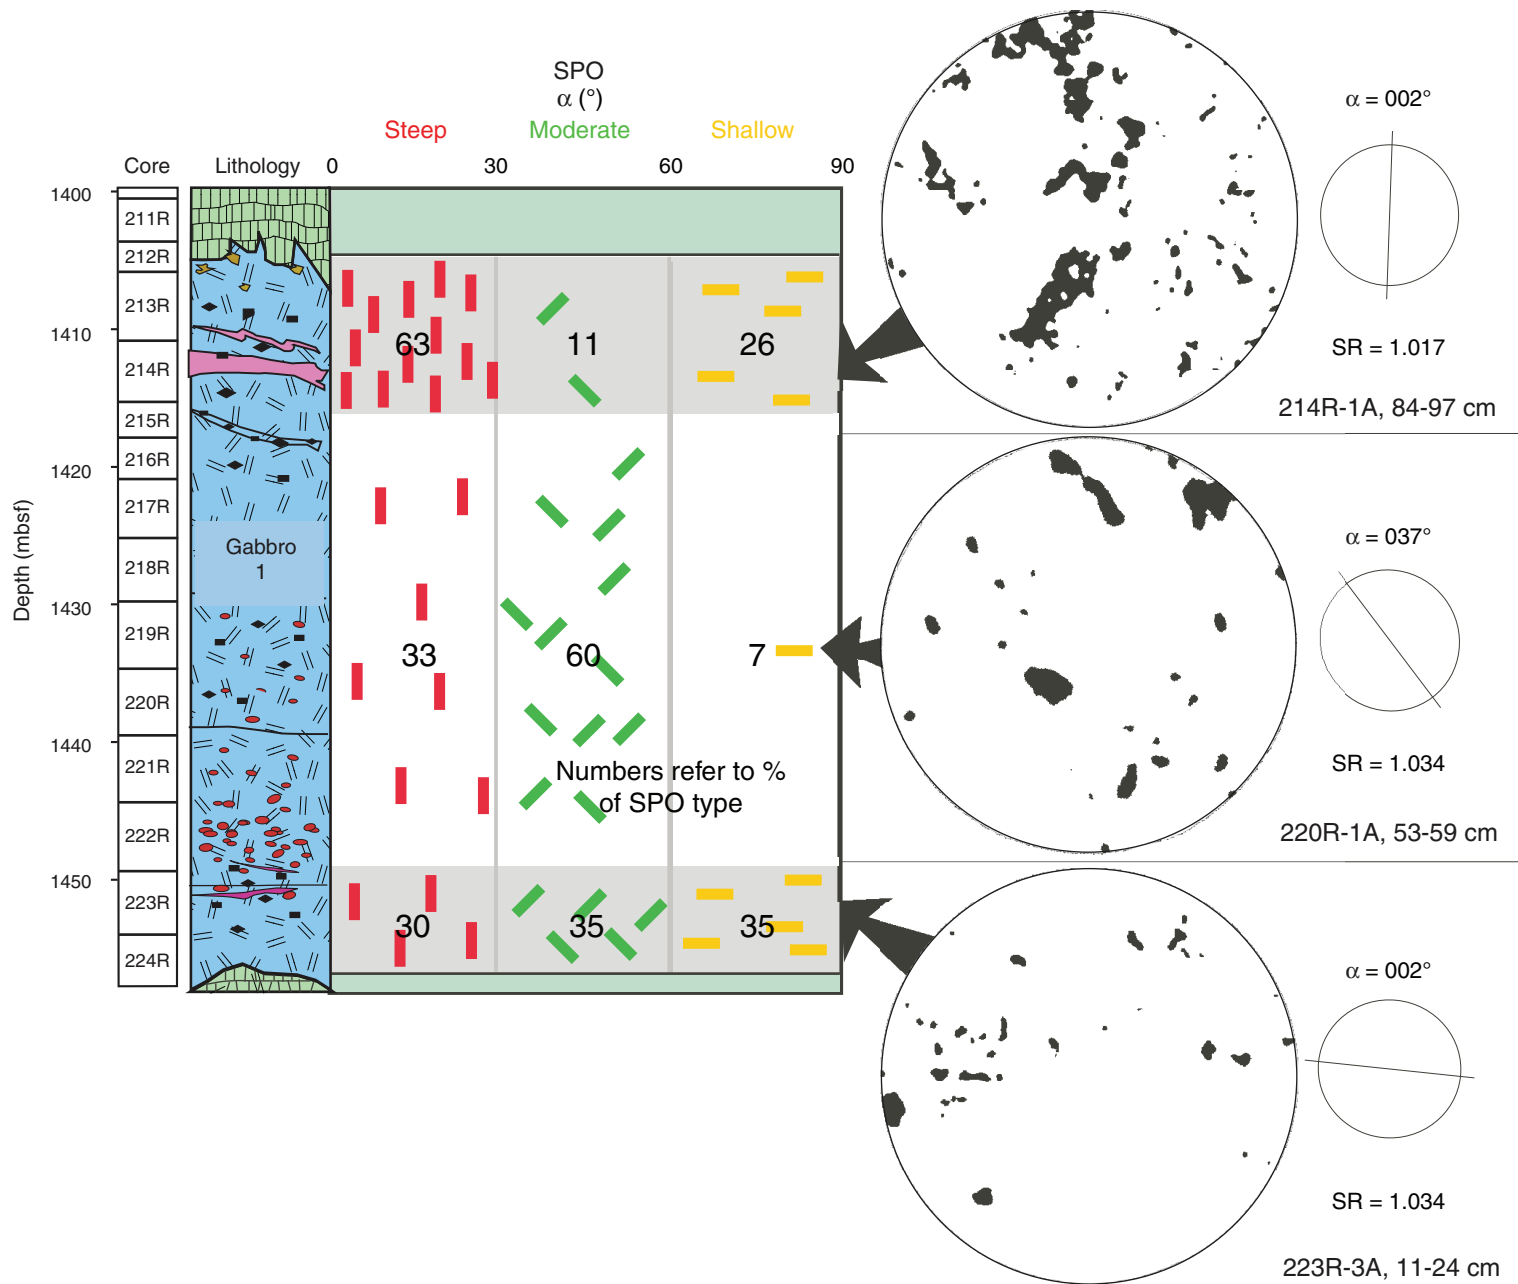 SPO
α (°)
Steep Moderate Shallow
Core Lithology 0 30 60 90
Depth (mbsf)
1400
1410
1420
1430
1440
1450
211R
212R
213R
214R
215R
216R
217R
218R
219R
220R
221R
222R
223R
224R
Gabbro
1
63 11 26
33 60 7
Numbers refer to %
of SPO type
30 35 35
α = 002°
SR = 1.017
214R-1A, 84-97 cm
α = 037°
SR = 1.034
220R-1A, 53-59 cm
α = 002°
SR = 1.034
223R-3A, 11-24 cm